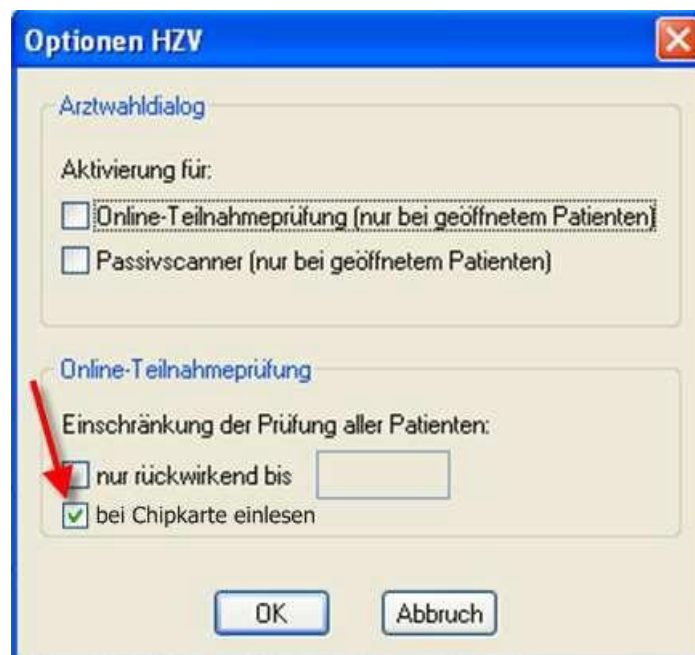 Optionen HZV
Arztwahldialog
Aktivierung für:
Online-Teilnahmeprüfung (nur bei geöffnetem Patienten)
Passivscanner (nur bei geöffnetem Patienten)
Online-Teilnahmeprüfung
Einschränkung der Prüfung aller Patienten:
nur rückwirkend bis
bei Chipkarte einlesen
OK Abbruch